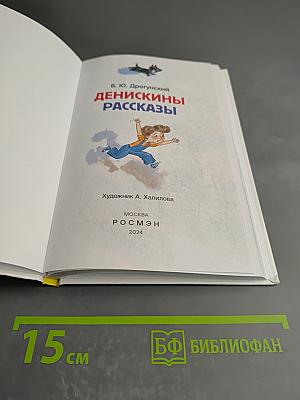 В. Ю. Драгунский
ДЕНИСКИНЫ
РАССКАЗЫ
Художник А. Халилова
МОСКВА
РОСМЭН
2024
15 см
БФ БИБЛИОФАН